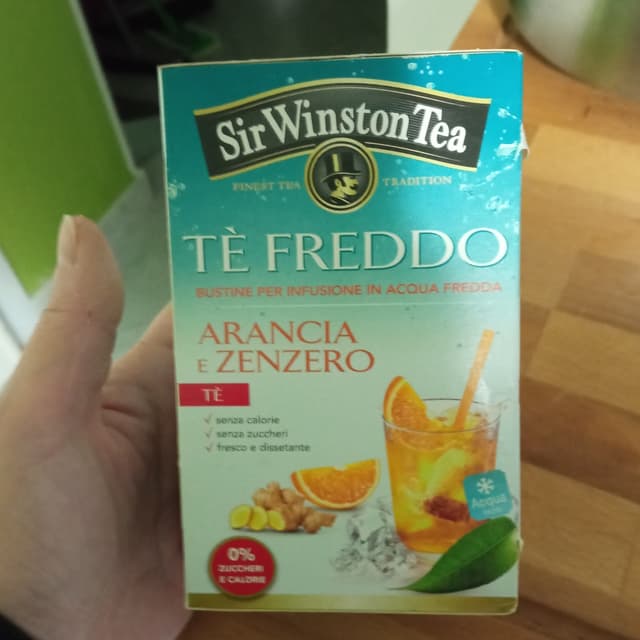 Sir Winston Tea
FINEST TEA TRADITION
TÈ FREDDO
BUSTINE PER INFUSIONE IN ACQUA FREDDA
ARANCIA
E ZENZERO
TÈ
senza calorie
senza zuccheri
fresco e dissetante
Acqua
0%
ZUCCHERI
E CALORIE